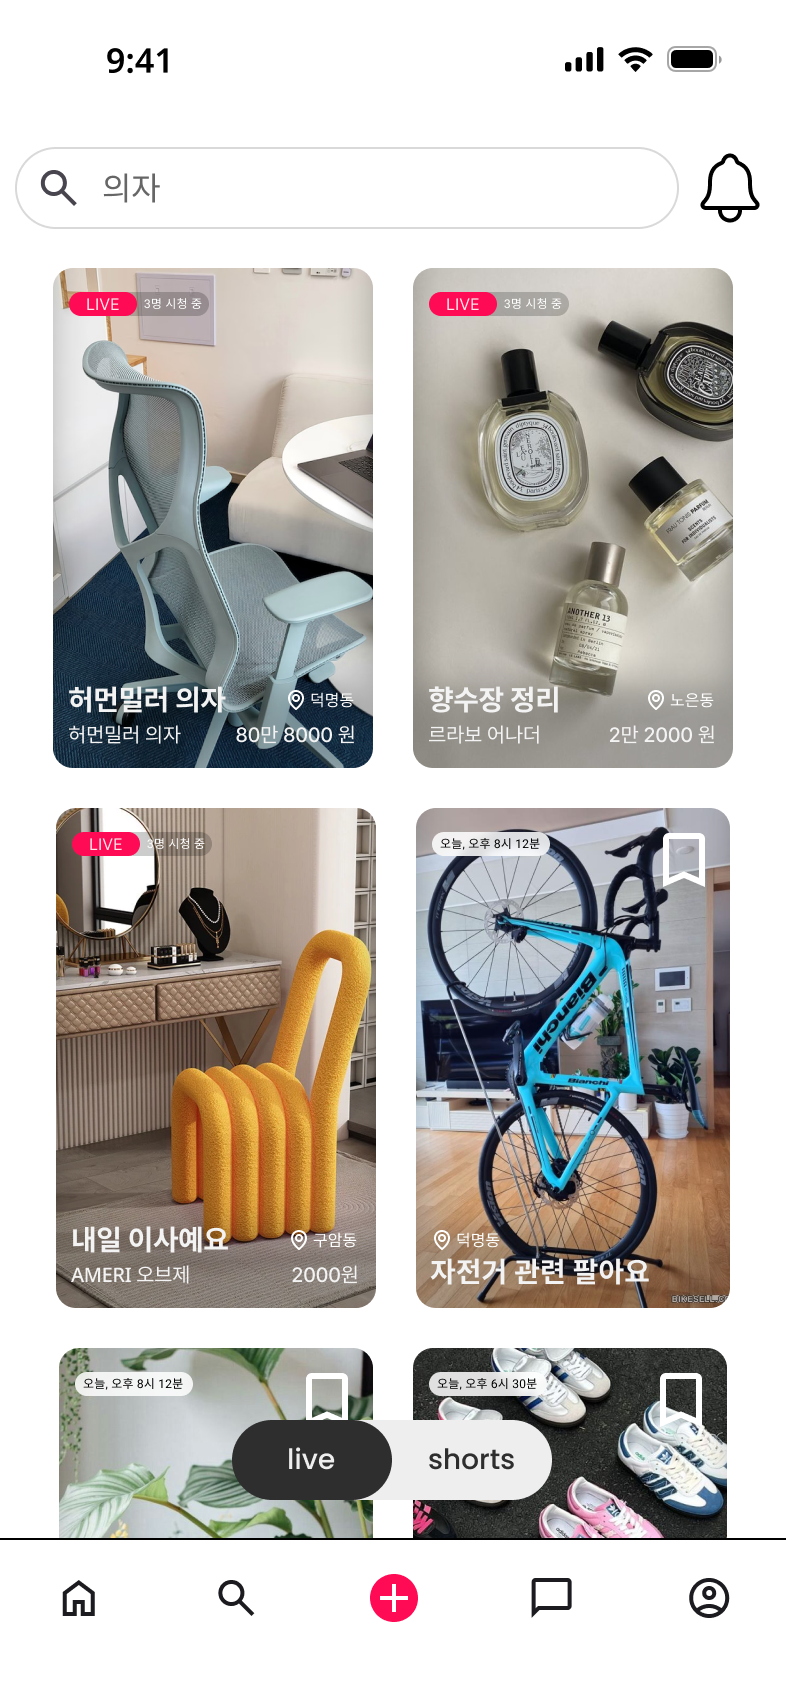 9:41
의자
LIVE 3명 시청 중
허먼밀러 의자 덕명동
허먼밀러 의자 80만 8000 원
LIVE 3명 시청 중
ANOTHER 13
향수장 정리 노은동
르라보 어나더 2만 2000 원
LIVE 3명 시청 중
내일 이사예요 구암동
AMERI 오브제 2000원
오늘, 오후 8시 12분
Bianchi
Bianchi
덕명동
자전거 관련 팔아요
오늘, 오후 8시 12분
오늘, 오후 6시 30분
live shorts